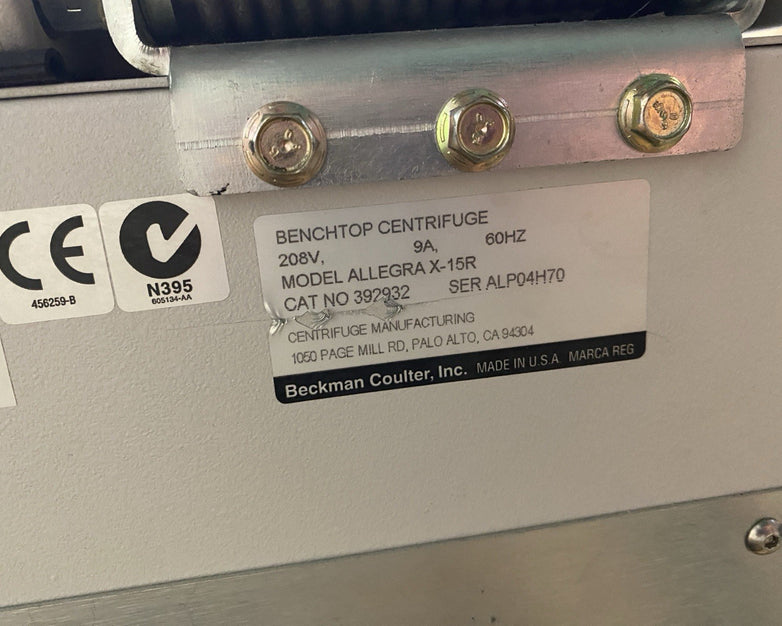 CE
456259-B
N395
605134-AA
BENCHTOP CENTRIFUGE
208V, 9A, 60HZ
MODEL ALLEGRA X-15R
CAT NO 392932 SER ALP04H70
CENTRIFUGE MANUFACTURING
1050 PAGE MILL RD, PALO ALTO, CA 94304
Beckman Coulter, Inc. MADE IN U.S.A. MARCA REG